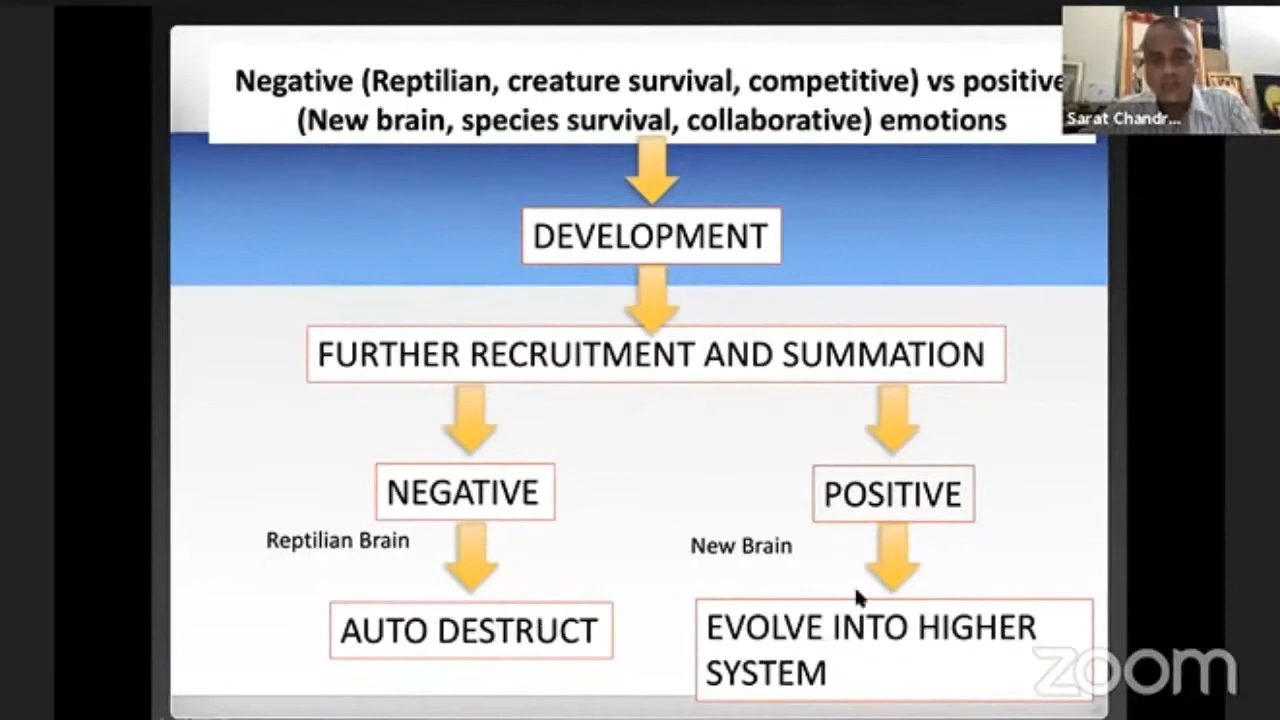 Negative (Reptilian, creature survival, competitive) vs positive
(New brain, species survival, collaborative) emotions
Sarat Chandr...
DEVELOPMENT
FURTHER RECRUITMENT AND SUMMATION
NEGATIVE
POSITIVE
Reptilian Brain
New Brain
AUTO DESTRUCT
EVOLVE INTO HIGHER
SYSTEM
zoom